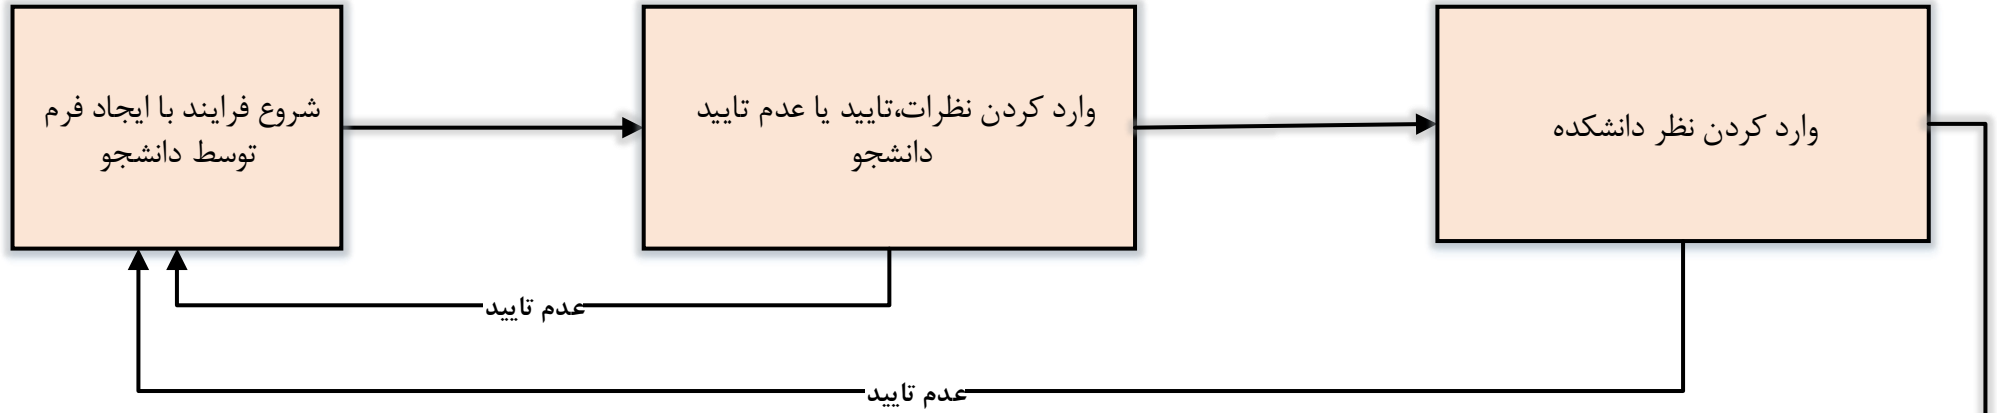 شروع فرایند با ایجاد فرم
توسط دانشجو
وارد کردن نظرات،تایید یا عدم تایید
دانشجو
وارد کردن نظر دانشکده
عدم تایید
عدم تایید